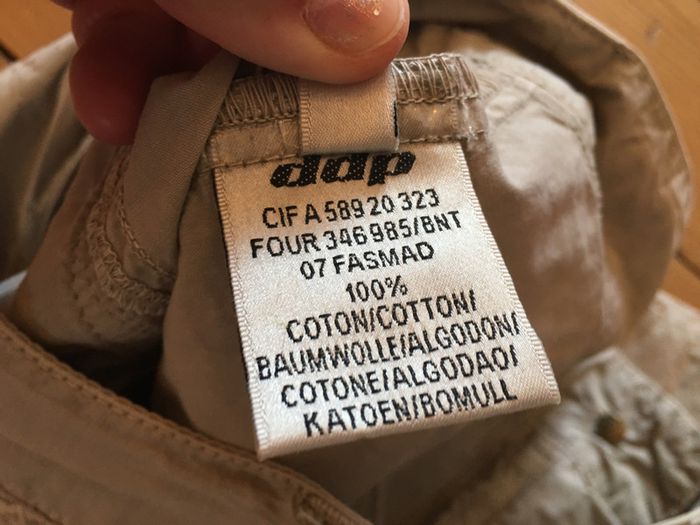 ddp
CIF A 589 20 323
FOUR 346 985/BNT
07 FASMAD
100%
COTON/COTTON/
BAUMWOLLE/ALGODON/
COTONE/ALGODAO/
KATOEN/BOMULL